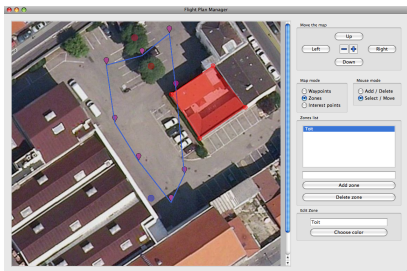 Flight Plan Manager
Move the map
Up
Left
Right
Down
Map mode
Mouse mode
Waypoints
Add / Delete
Zones
Select / Move
Interest points
Zones list
Toit
Add zone
Delete zone
Edit Zone
Toit
Choose color